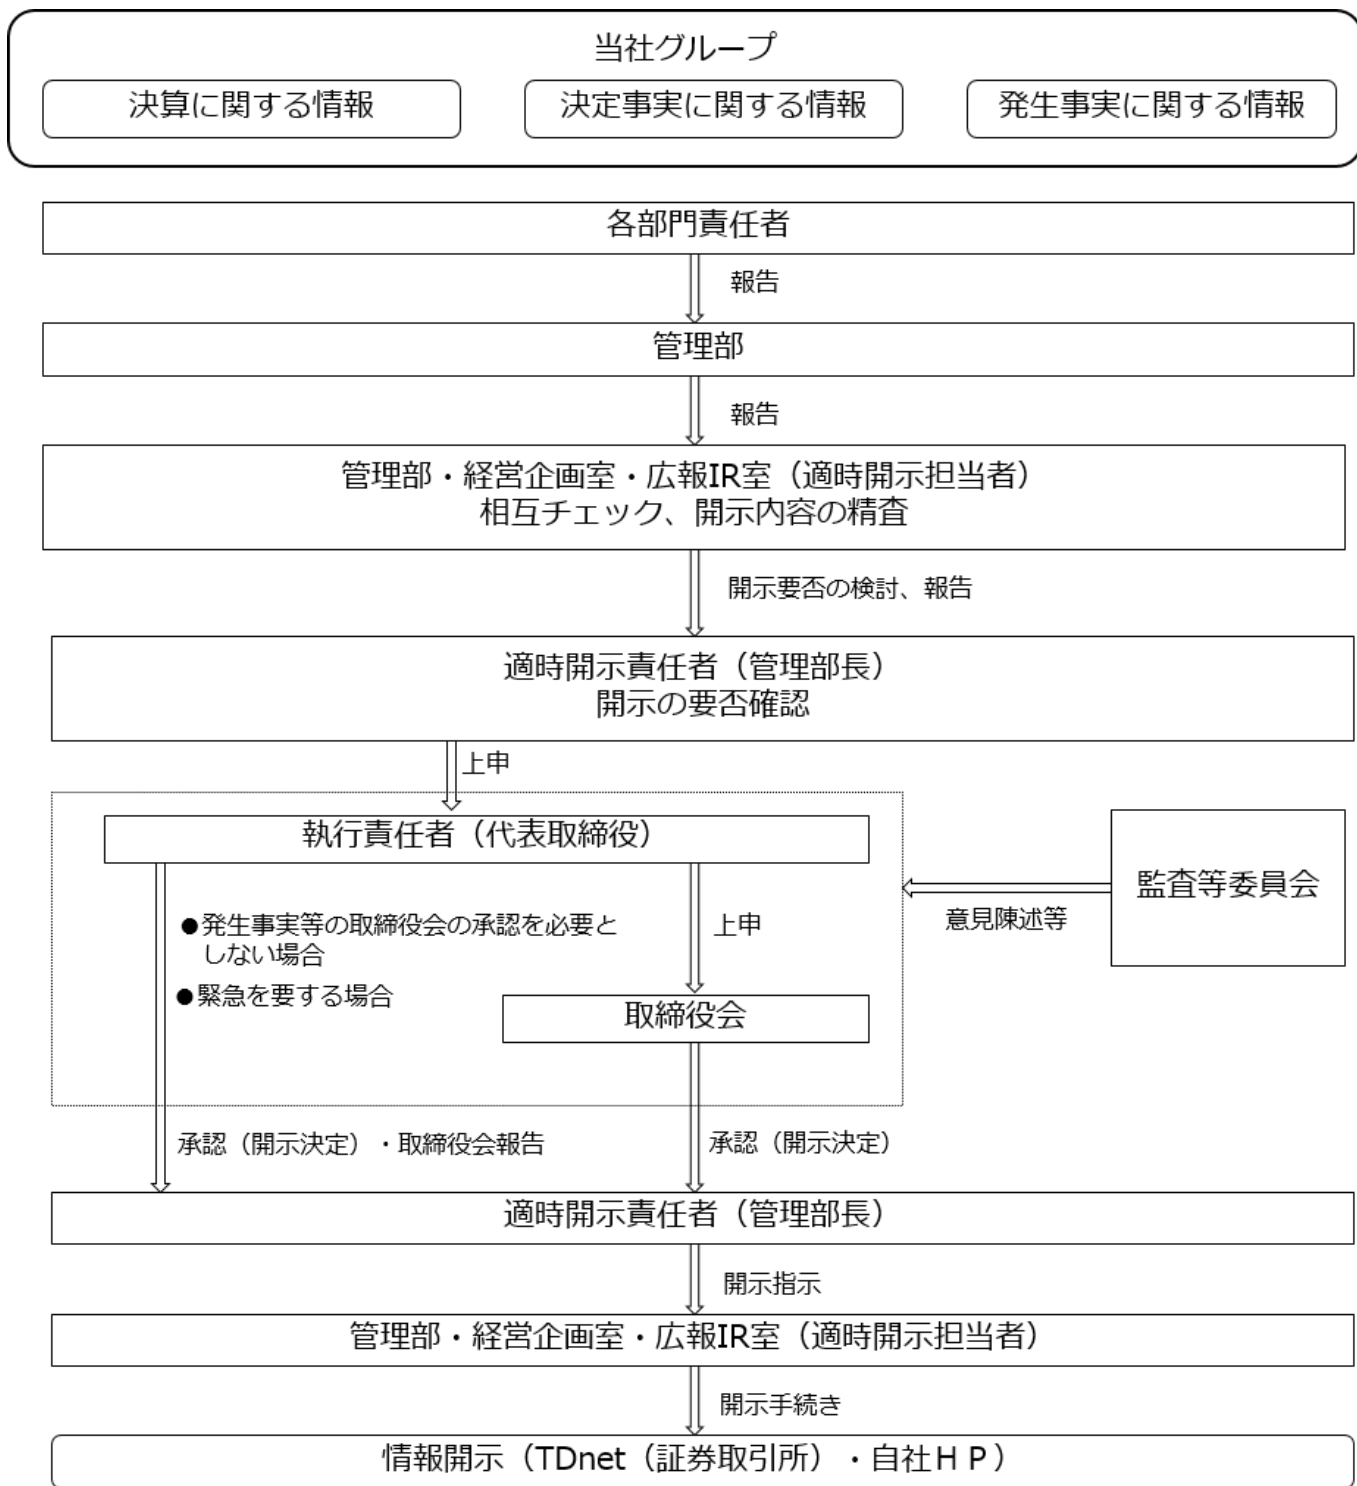 当社グループ
決算に関する情報
決定事実に関する情報
発生事実に関する情報
各部門責任者
報告
管理部
報告
管理部・経営企画室・広報IR室（適時開示担当者）
相互チェック、開示内容の精査
開示要否の検討、報告
適時開示責任者（管理部長）
開示の要否確認
上申
執行責任者（代表取締役）
監査等委員会
意見陳述等
●発生事実等の取締役会の承認を必要と
しない場合
●緊急を要する場合
上申
取締役会
承認（開示決定）・取締役会報告
承認（開示決定）
適時開示責任者（管理部長）
開示指示
管理部・経営企画室・広報IR室（適時開示担当者）
開示手続き
情報開示（TDnet（証券取引所）・自社ＨＰ）